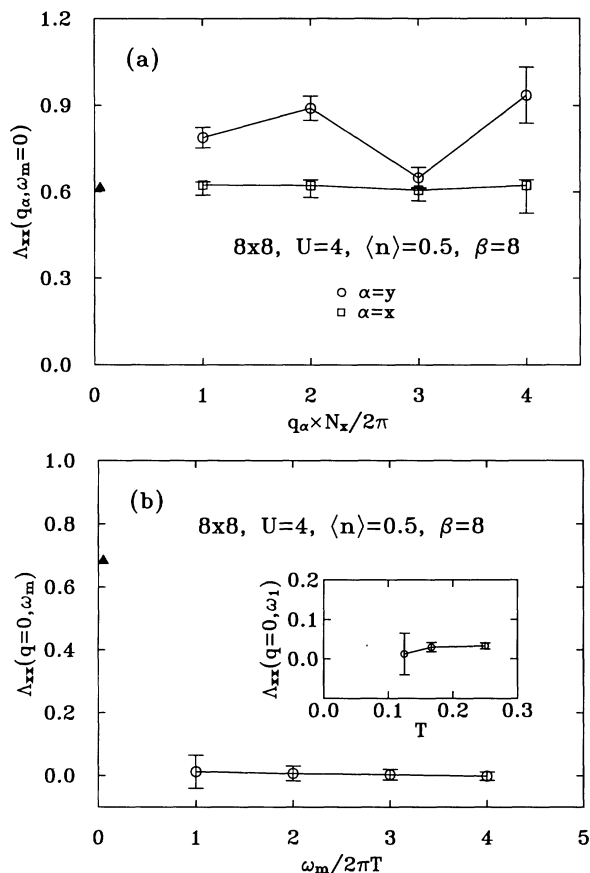 1.2
(a)
0.9
Λxx(qα,ωm=0)
0.6
8x8, U=4, ⟨n⟩=0.5, β=8
0.3
α=y
α=x
0.0
0 1 2 3 4
qα×Nx/2π
1.0
(b)
0.8
8x8, U=4, ⟨n⟩=0.5, β=8
Λxx(q=0,ωm)
0.6
0.4
0.2
0.0
Λxx(q=0,ω1)
0.2
0.1
0.0
0.0 0.1 0.2 0.3
T
0 1 2 3 4 5
ωm/2πT